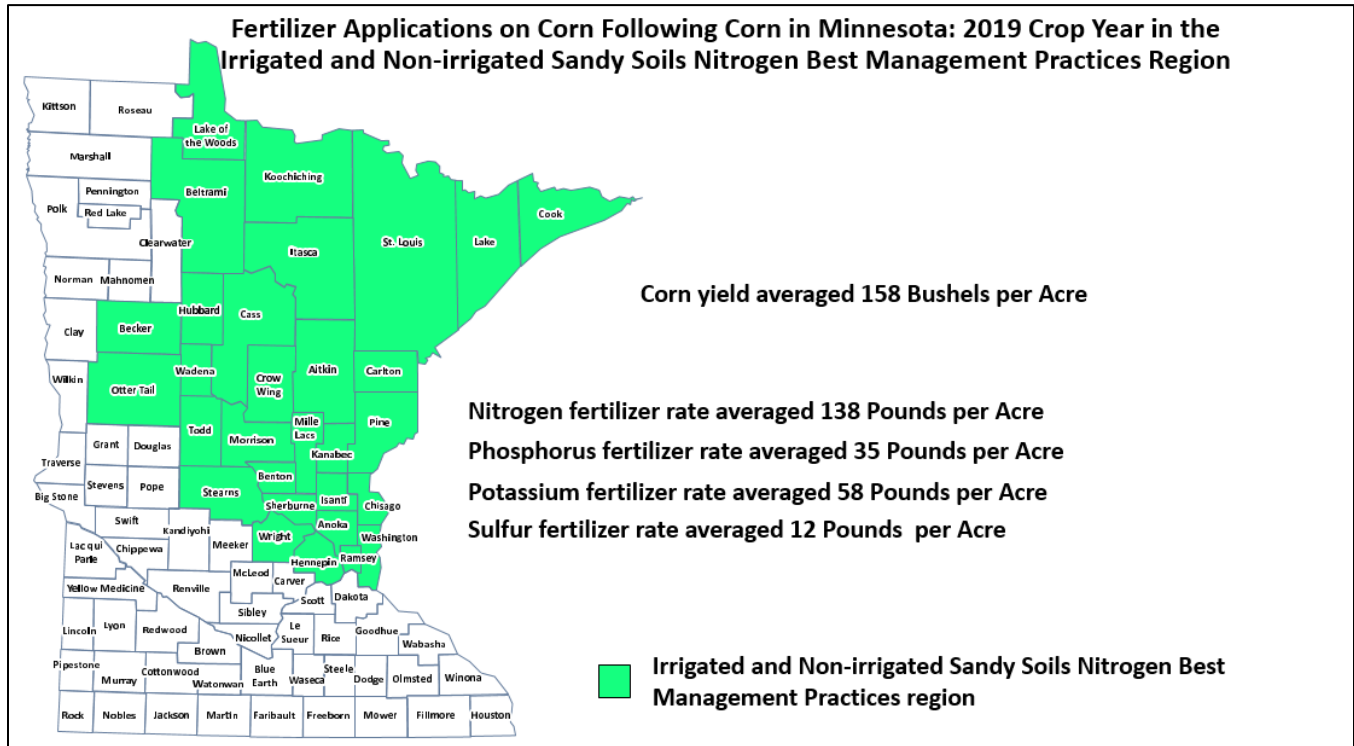 Fertilizer Applications on Corn Following Corn in Minnesota: 2019 Crop Year in the
Irrigated and Non-irrigated Sandy Soils Nitrogen Best Management Practices Region
Kittson
Roseau
Lake of
the Woods
Marshall
Koochiching
Beltrami
Pennington
Polk
Red Lake
Cook
Clearwater
St. Louis
Lake
Itasca
Norman
Mahnomen
Hubbard
Cass
Clay
Becker
Corn yield averaged 158 Bushels per Acre
Wilkin
Otter Tail
Wadena
Crow
Wing
Aitkin
Carlton
Nitrogen fertilizer rate averaged 138 Pounds per Acre
Mille
Lacs
Pine
Todd
Morrison
Grant
Douglas
Kanabec
Phosphorus fertilizer rate averaged 35 Pounds per Acre
Traverse
Benton
Stevens
Pope
Stearns
Big Stone
Sherburne
Isanti
Chisago
Potassium fertilizer rate averaged 58 Pounds per Acre
Swift
Kandiyohi
Anoka
Sulfur fertilizer rate averaged 12 Pounds per Acre
Lac qui
Parle
Chippewa
Meeker
Wright
Washington
Hennepin
Ramsey
McLeod
Carver
Yellow Medicine
Renville
Scott
Dakota
Sibley
Lincoln
Lyon
Redwood
Nicollet
Le
Sueur
Rice
Goodhue
Wabasha
Brown
Pipestone
Murray
Cottonwood
Watonwan
Blue
Earth
Waseca
Steele
Dodge
Olmsted
Winona
Rock
Nobles
Jackson
Martin
Faribault
Freeborn
Mower
Fillmore
Houston
Irrigated and Non-irrigated Sandy Soils Nitrogen Best
Management Practices region